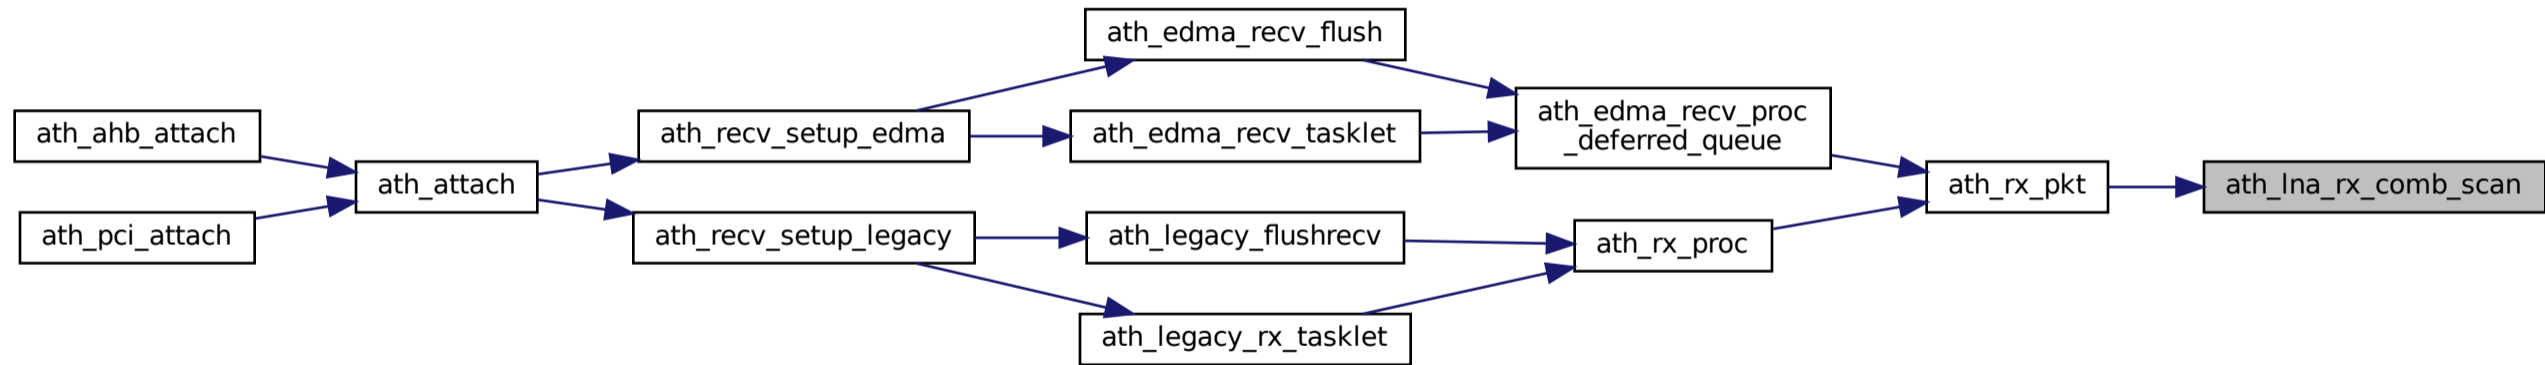 ath_edma_recv_flush
ath_edma_recv_proc
_deferred_queue
ath_ahb_attach
ath_recv_setup_edma
ath_edma_recv_tasklet
ath_attach
ath_rx_pkt
ath_lna_rx_comb_scan
ath_pci_attach
ath_recv_setup_legacy
ath_legacy_flushrecv
ath_rx_proc
ath_legacy_rx_tasklet